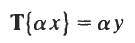 T{αx} = αy